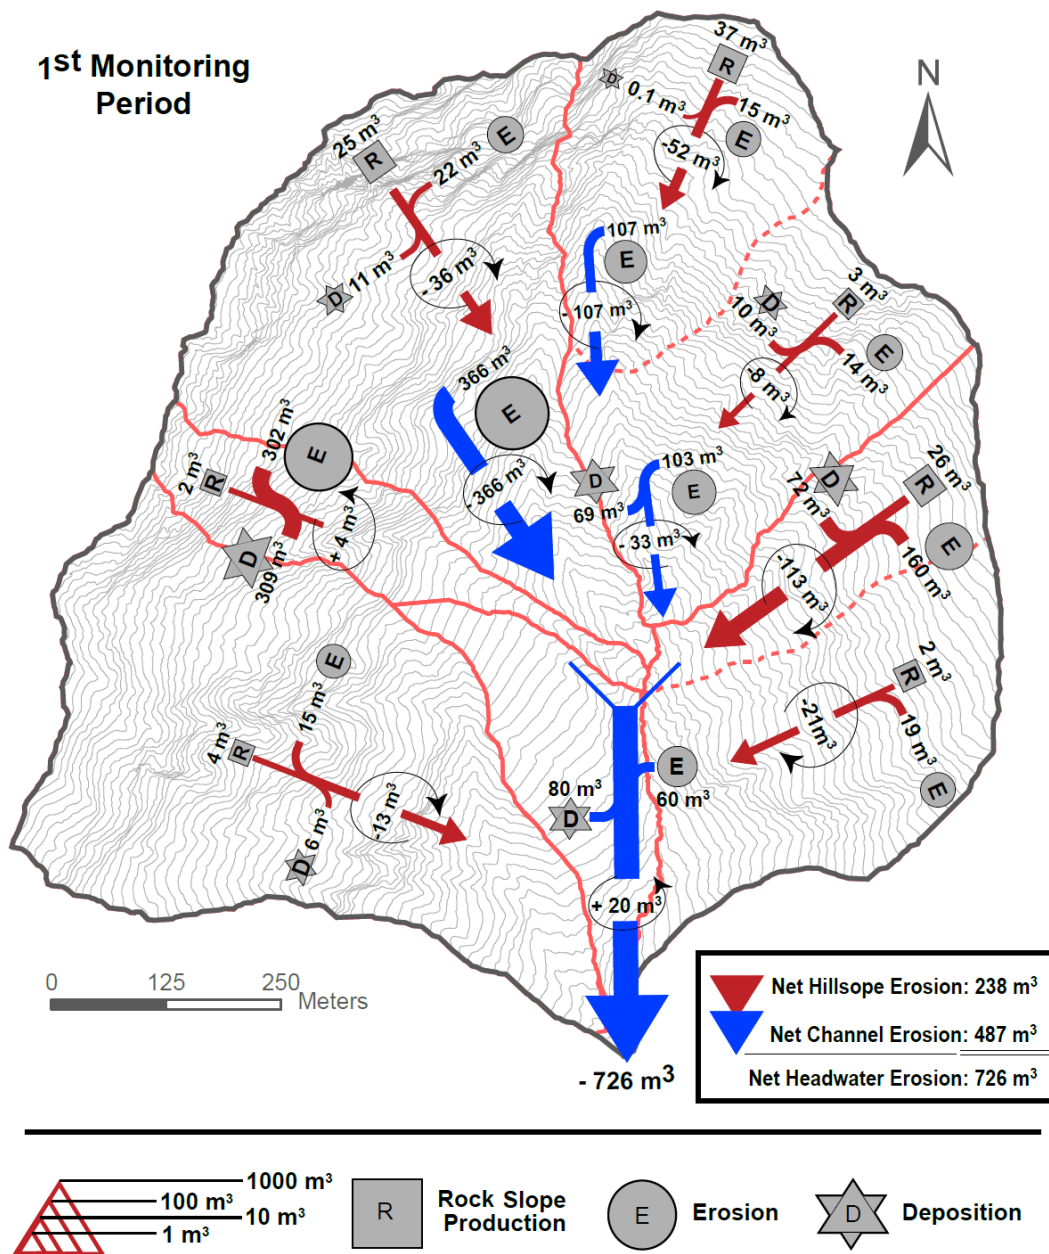 1st Monitoring
Period
N
37 m³
R
D
0.1 m³
15 m³
E
-52 m³
25 m³
R
22 m³
E
11 m³
D
- 36 m³
107 m³
E
- 107 m³
3 m³
R
D
10 m³
E
14 m³
-8 m³
366 m³
E
- 366 m³
302 m³
E
2 m³
R
+ 4 m³
D
309 m³
103 m³
D
E
69 m³
- 33 m³
26 m³
R
D
72 m³
E
160 m³
-113 m³
2 m³
R
-21m³
19 m³
E
E
15 m³
4 m³
R
-13 m³
6 m³
D
80 m³
D
E
60 m³
+ 20 m³
- 726 m³
0 125 250
Meters
Net Hillsope Erosion: 238 m³
Net Channel Erosion: 487 m³
Net Headwater Erosion: 726 m³
1000 m³
100 m³
10 m³
1 m³
R
Rock Slope
Production
E
Erosion
D
Deposition